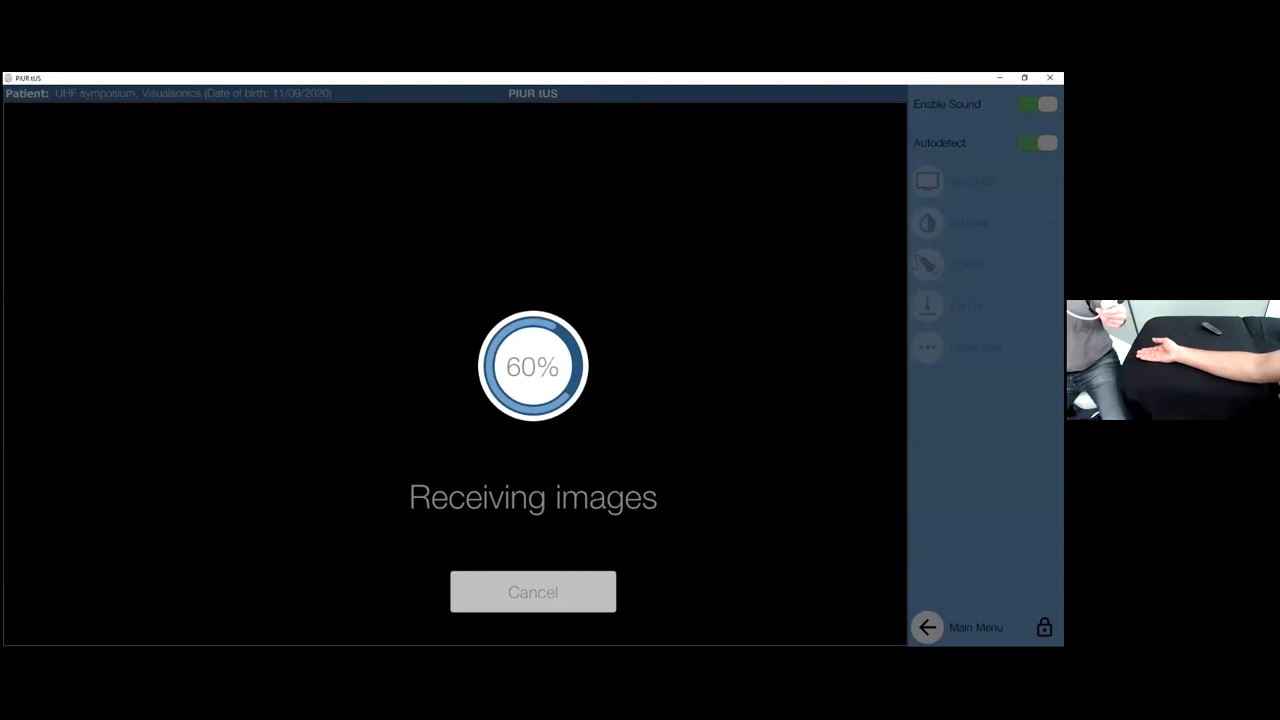 PIUR tUS
Patient: UHF symposium, Visualsonics (Date of birth: 11/09/2020)
PIUR tUS
Enable Sound
Autodetect
60%
Receiving images
Cancel
Main Menu